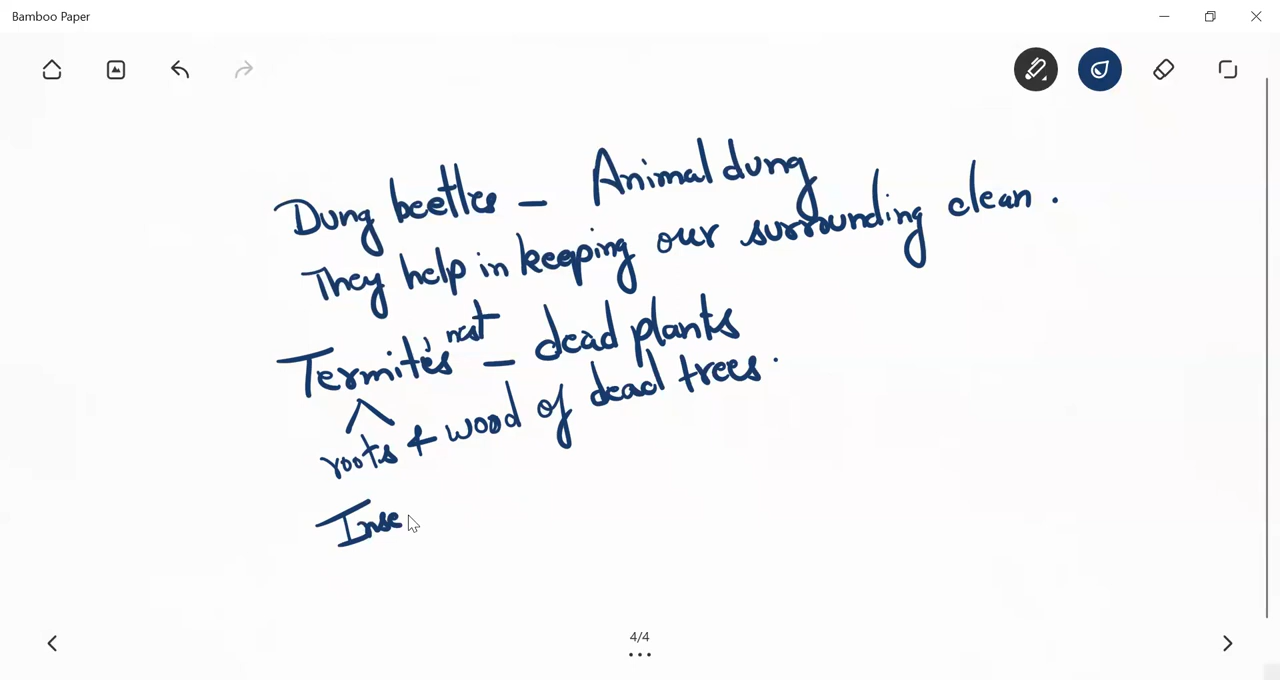 Bamboo Paper
Dung beetles - Animal dung
They help in keeping our surrounding clean.
Termite's nest - dead plants
roots + wood of dead trees.
Inse
4/4